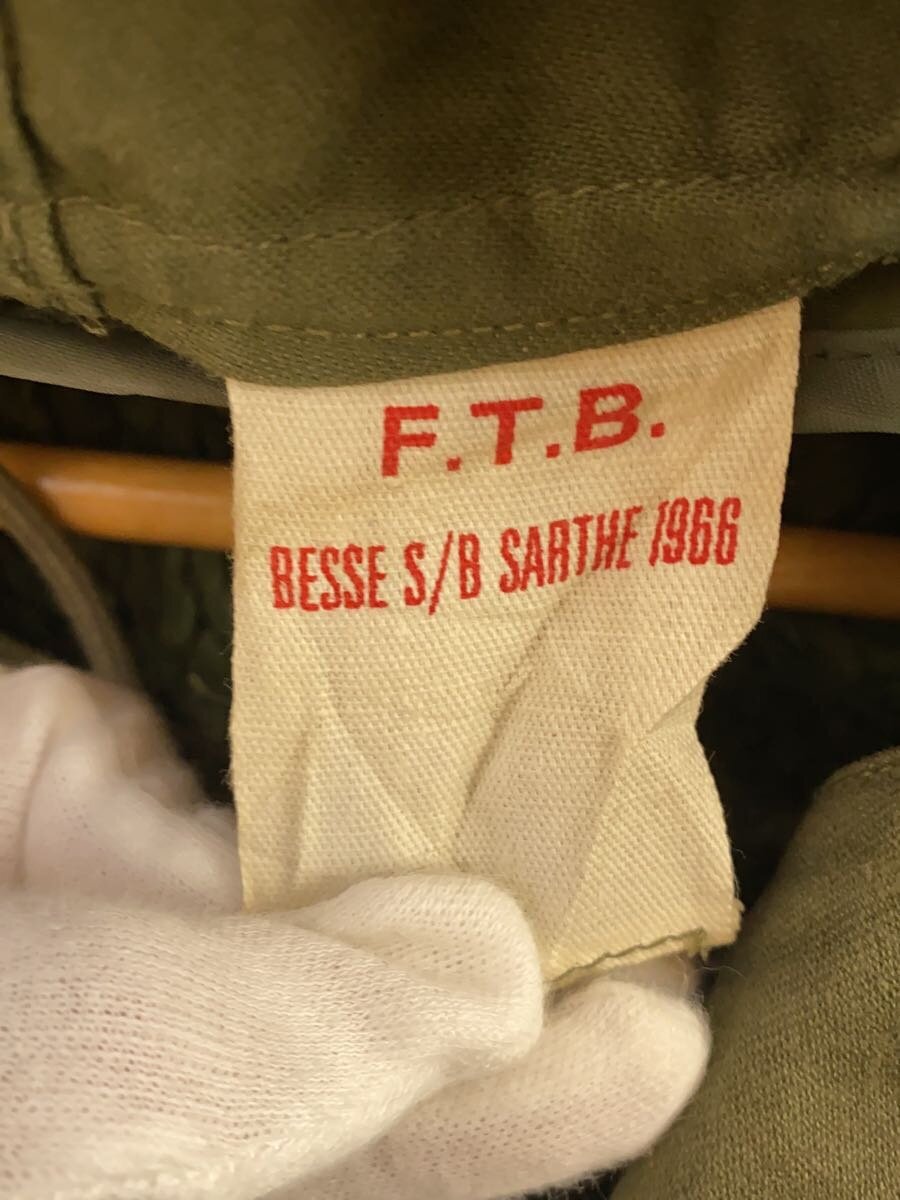 F.T.B.
BESSE S/B SARTHE 1966